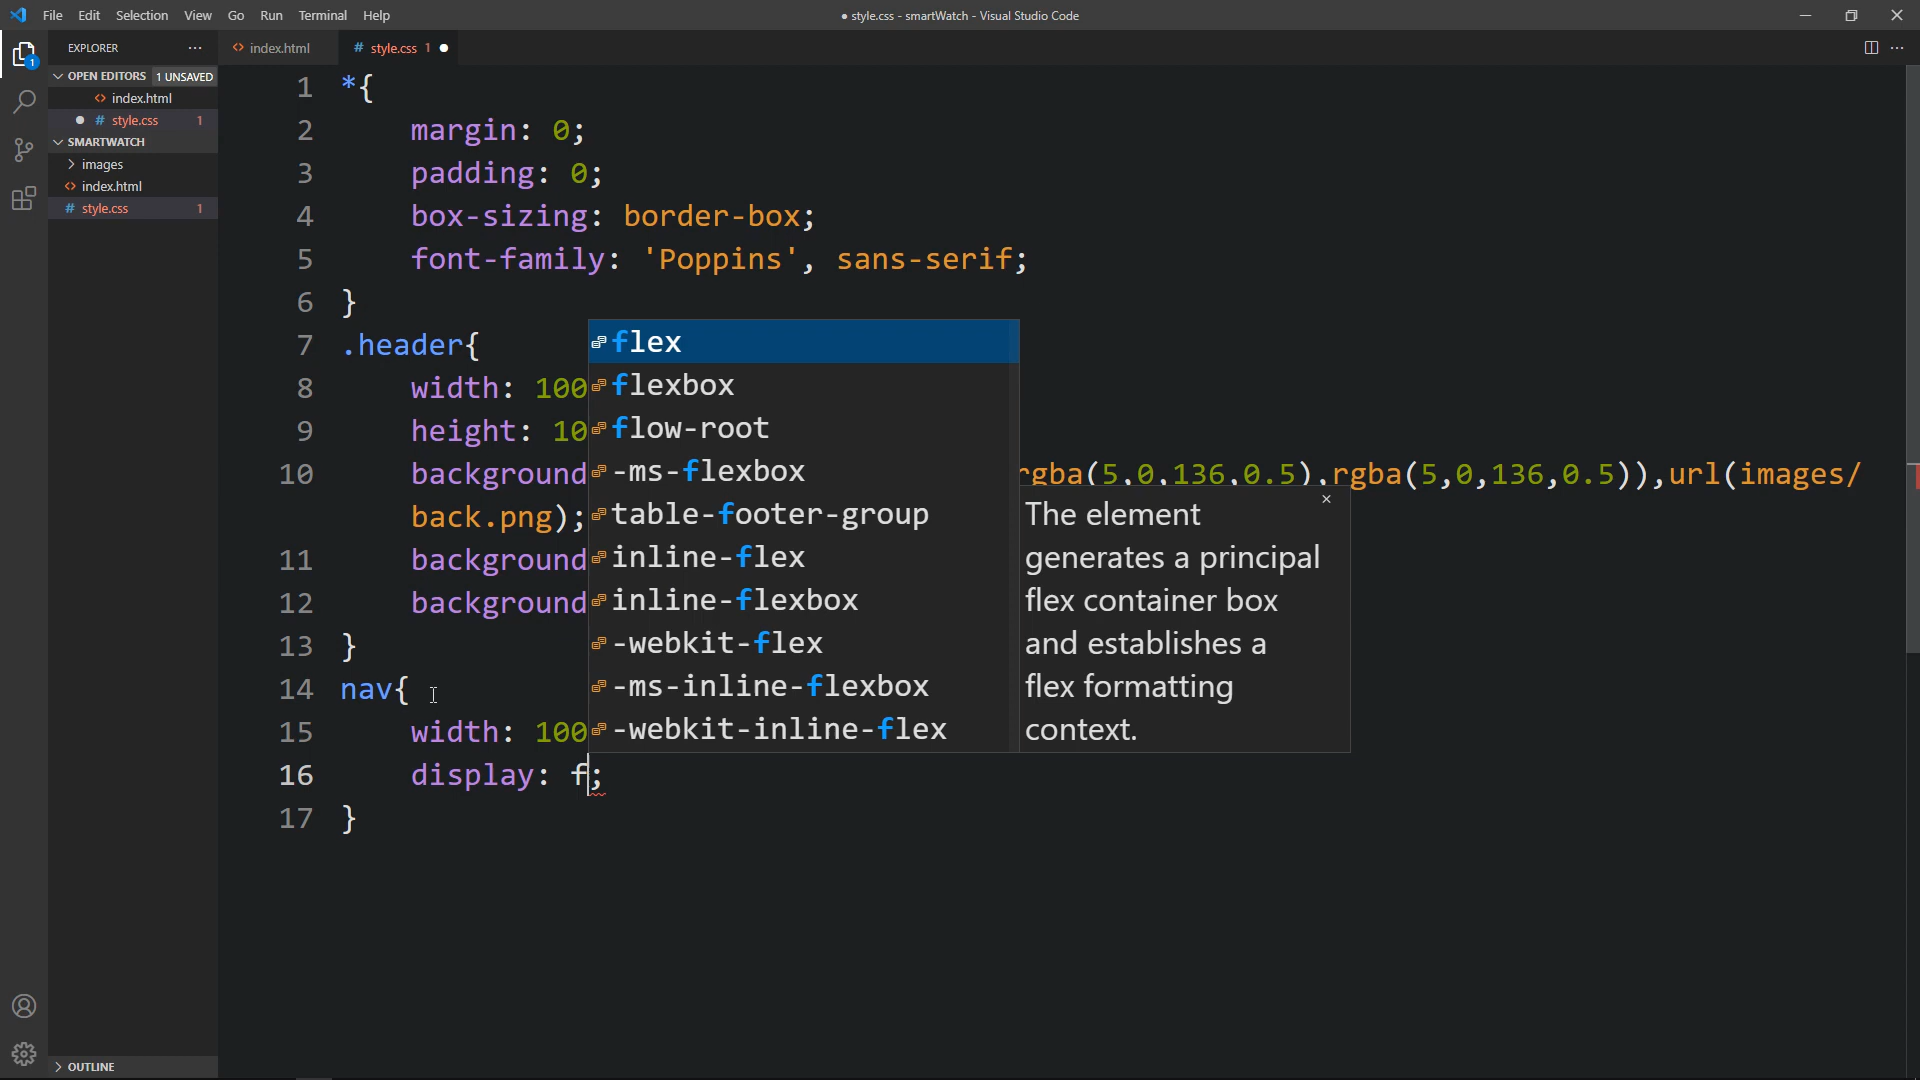 File Edit Selection View Go Run Terminal Help
● style.css - smartWatch - Visual Studio Code
EXPLORER
index.html
style.css 1
OPEN EDITORS 1 UNSAVED
index.html
style.css 1
SMARTWATCH
images
index.html
style.css 1
OUTLINE
1
1 *{
2 margin: 0;
3 padding: 0;
4 box-sizing: border-box;
5 font-family: 'Poppins', sans-serif;
6 }
7 .header{
8 width: 100
9 height: 10
10 background rgba(5,0,136,0.5),rgba(5,0,136,0.5)),url(images/
back.png);
11 background
12 background
13 }
14 nav{
15 width: 100
16 display: f;
17 }
flex
flexbox
flow-root
-ms-flexbox
table-footer-group
inline-flex
inline-flexbox
-webkit-flex
-ms-inline-flexbox
-webkit-inline-flex
The element
generates a principal
flex container box
and establishes a
flex formatting
context.